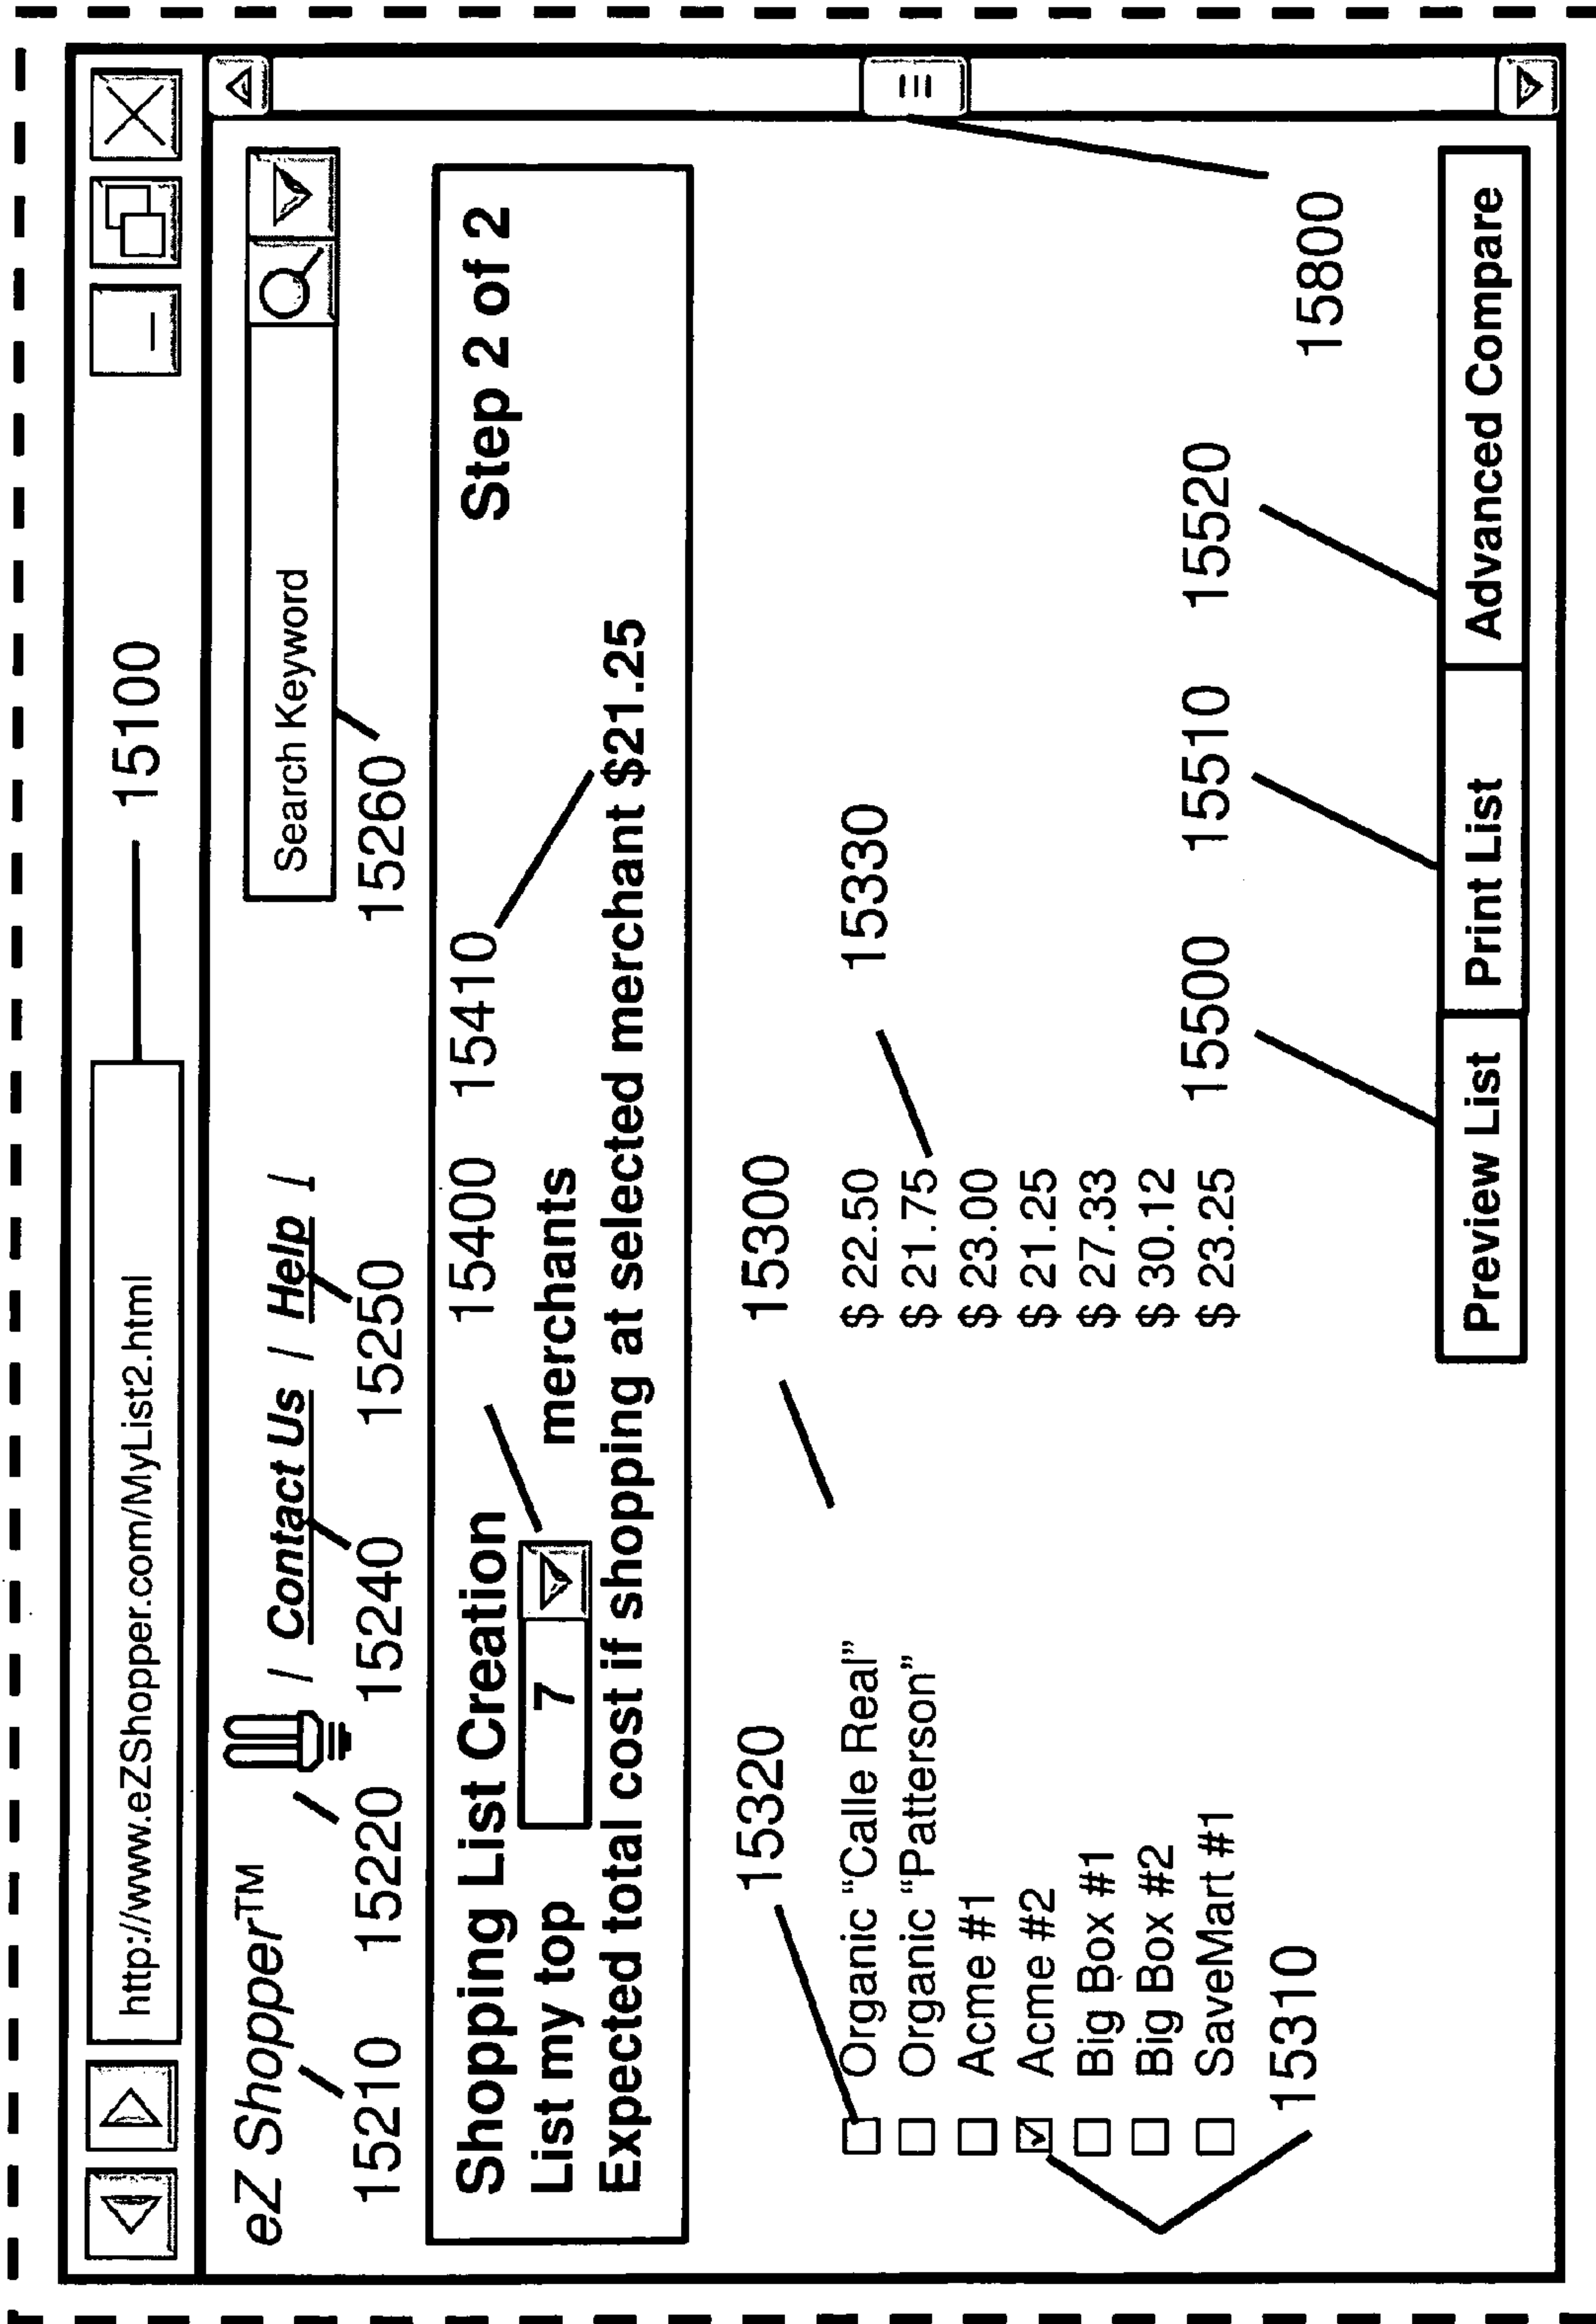 http://www.eZShopper.com/MyList2.html 15100
eZ Shopper™ / Contact Us / Help / Search Keyword
15210 15220 15240 15250 15260
Shopping List Creation 15400 15410 Step 2 of 2
List my top 7 merchants
Expected total cost if shopping at selected merchant $21.25
15320 15300
Organic “Calle Real” $ 22.50 15330
Organic “Patterson” $ 21.75
Acme #1 $ 23.00
Acme #2 $ 21.25
Big Box #1 $ 27.33
Big Box #2 $ 30.12
SaveMart #1 $ 23.25 15500 15510 15520
15310 15800
Preview List Print List Advanced Compare